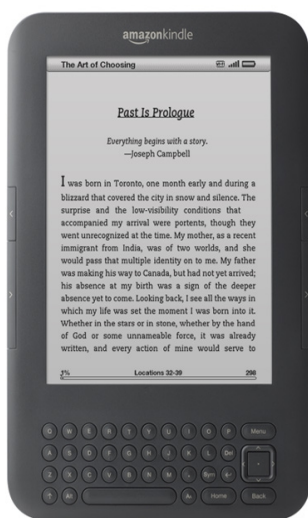 amazonkindle
The Art of Choosing
Past Is Prologue
Everything begins with a story.
—Joseph Campbell
I was born in Toronto, one month early and during a
blizzard that covered the city in snow and silence. The
surprise and the low-visibility conditions that
accompanied my arrival were portents, though they
went unrecognized at the time. My mother, as a recent
immigrant from India, was of two worlds, and she
would pass that multiple identity on to me. My father
was making his way to Canada, but had not yet arrived;
his absence at my birth was a sign of the deeper
absence yet to come. Looking back, I see all the ways in
which my life was set the moment I was born into it.
Whether in the stars or in stone, whether by the hand
of God or some unnameable force, it was already
written, and every action of mine would serve to
1% Locations 32-39 298
Q W E R T Y U I O P Menu
A S D F G H J K L Del
Z X C V B N M . Sym
Alt Aa Home Back